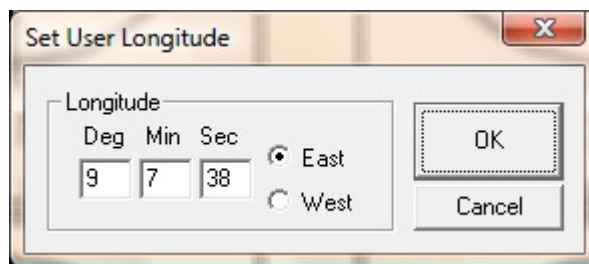 Set User Longitude
Longitude
Deg Min Sec
9 7 38
East
West
OK
Cancel